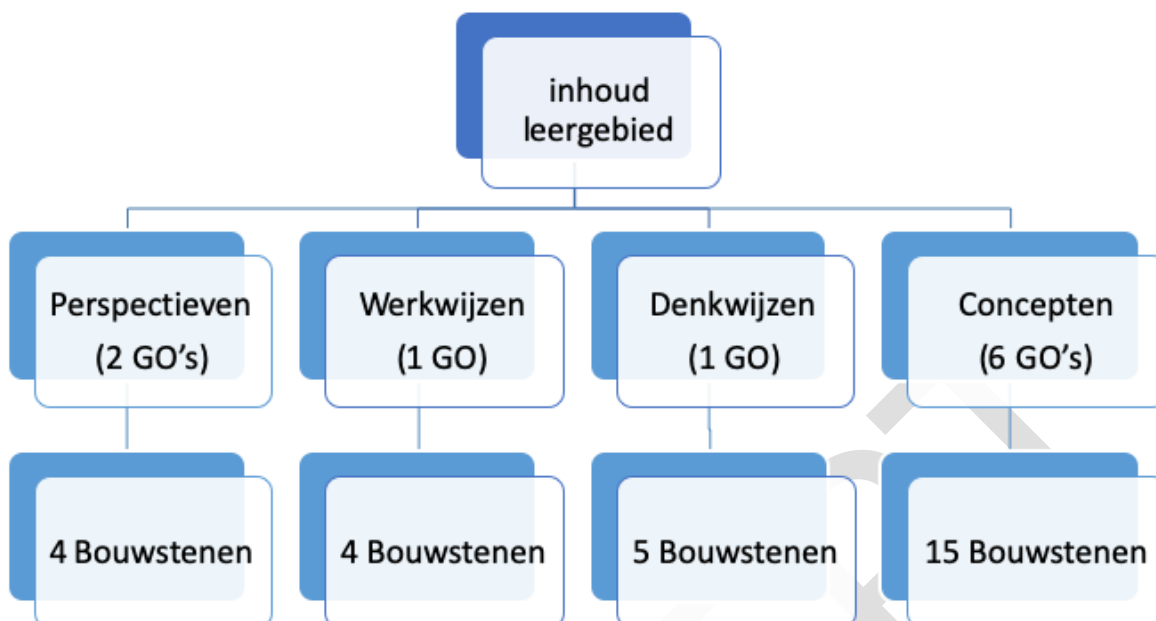 inhoud
leergebied
Perspectieven
(2 GO’s)
Werkwijzen
(1 GO)
Denkwijzen
(1 GO)
Concepten
(6 GO’s)
4 Bouwstenen
4 Bouwstenen
5 Bouwstenen
15 Bouwstenen